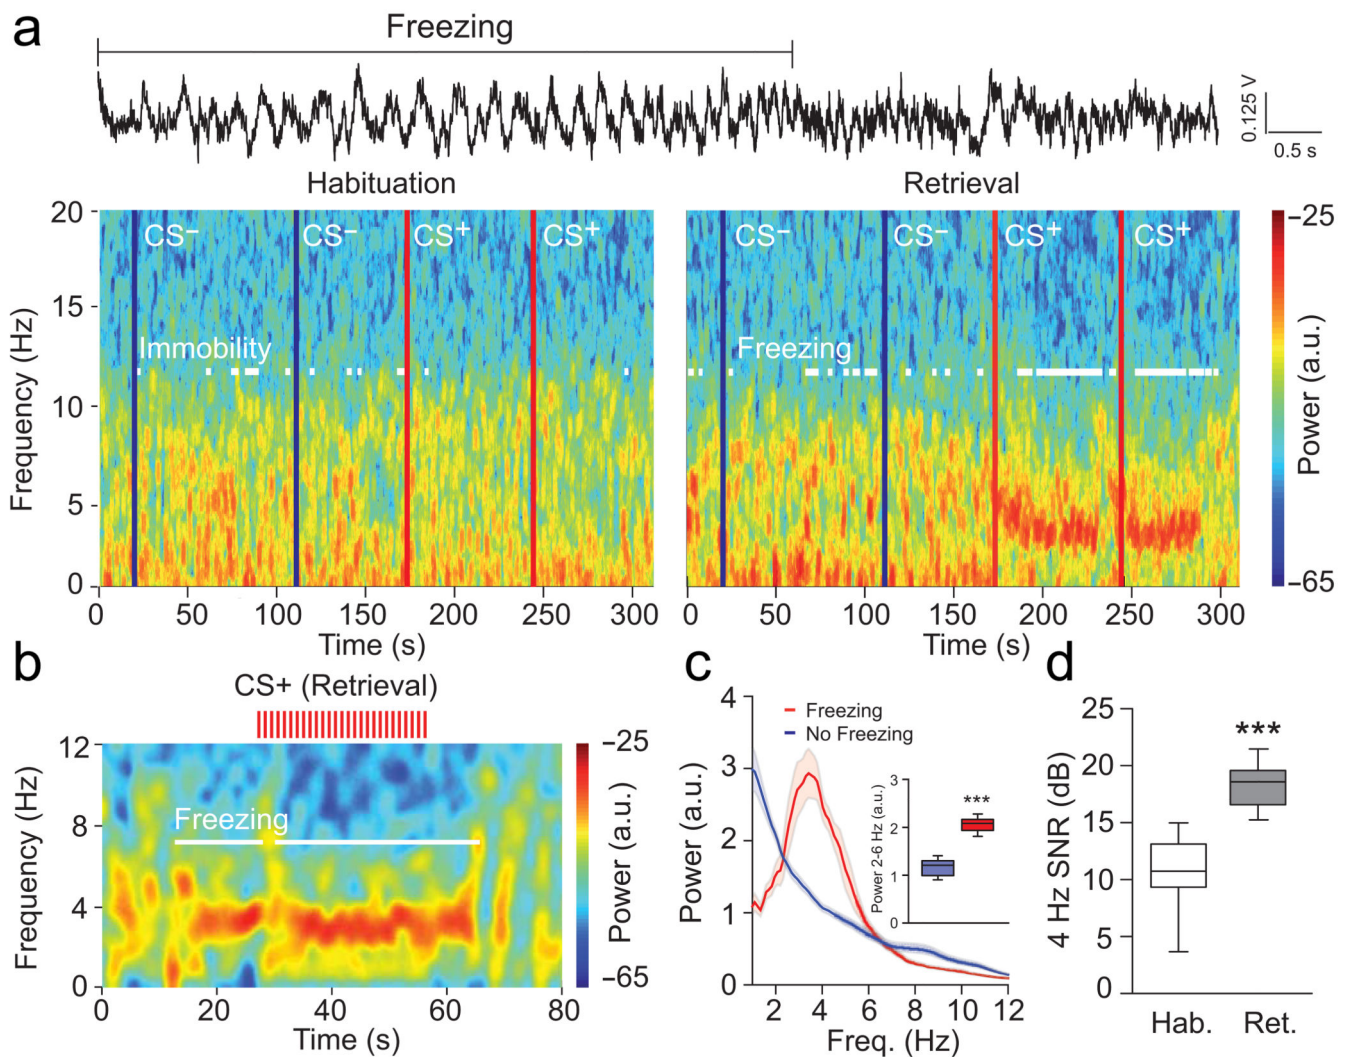 a
Freezing
0.125 V
0.5 s
Habituation
Retrieval
20
15
10
5
0
Frequency (Hz)
CS−
CS−
CS+
CS+
Immobility
0
50
100
150
200
250
300
Time (s)
CS−
CS−
CS+
CS+
Freezing
0
50
100
150
200
250
300
Time (s)
−25
−65
Power (a.u.)
b
CS+ (Retrieval)
12
8
4
0
Frequency (Hz)
Freezing
0
20
40
60
80
Time (s)
−25
−65
Power (a.u.)
c
4
3
2
1
0
Power (a.u.)
Freezing
No Freezing
3
2
1
0
Power 2-6 Hz (a.u.)
***
2
4
6
8
10
12
Freq. (Hz)
d
25
20
15
10
5
0
4 Hz SNR (dB)
***
Hab.
Ret.